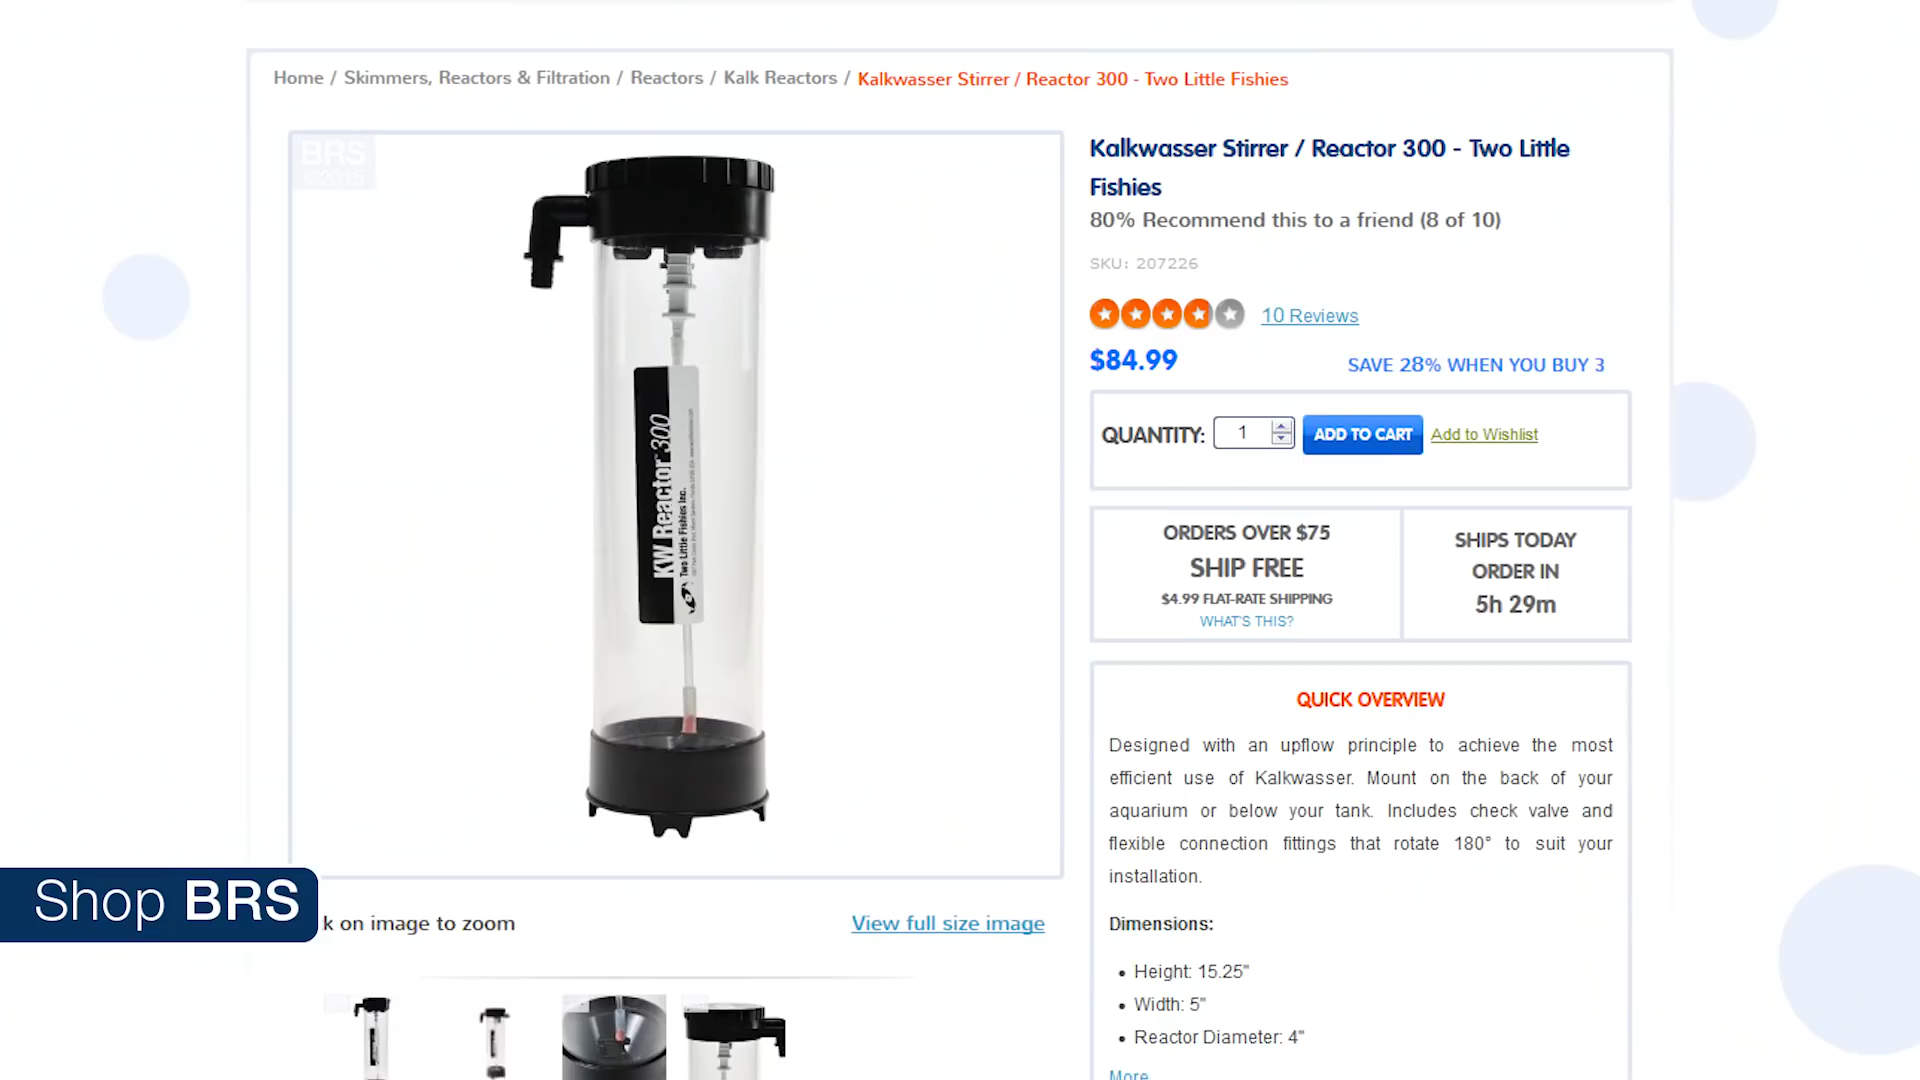 Home / Skimmers, Reactors & Filtration / Reactors / Kalk Reactors / Kalkwasser Stirrer / Reactor 300 - Two Little Fishies
BRS
Kalkwasser Stirrer / Reactor 300 - Two Little
Fishies
80% Recommend this to a friend (8 of 10)
SKU: 207226
10 Reviews
$84.99
SAVE 28% WHEN YOU BUY 3
QUANTITY: 1 ADD TO CART Add to Wishlist
ORDERS OVER $75
SHIP FREE
$4.99 FLAT-RATE SHIPPING
WHAT'S THIS?
SHIPS TODAY
ORDER IN
5h 29m
KW Reactor 300
Two Little Fishies Inc.
QUICK OVERVIEW
Designed with an upflow principle to achieve the most
efficient use of Kalkwasser. Mount on the back of your
aquarium or below your tank. Includes check valve and
flexible connection fittings that rotate 180° to suit your
installation.
Dimensions:
• Height: 15.25"
• Width: 5"
• Reactor Diameter: 4"
More
Shop BRS
k on image to zoom
View full size image